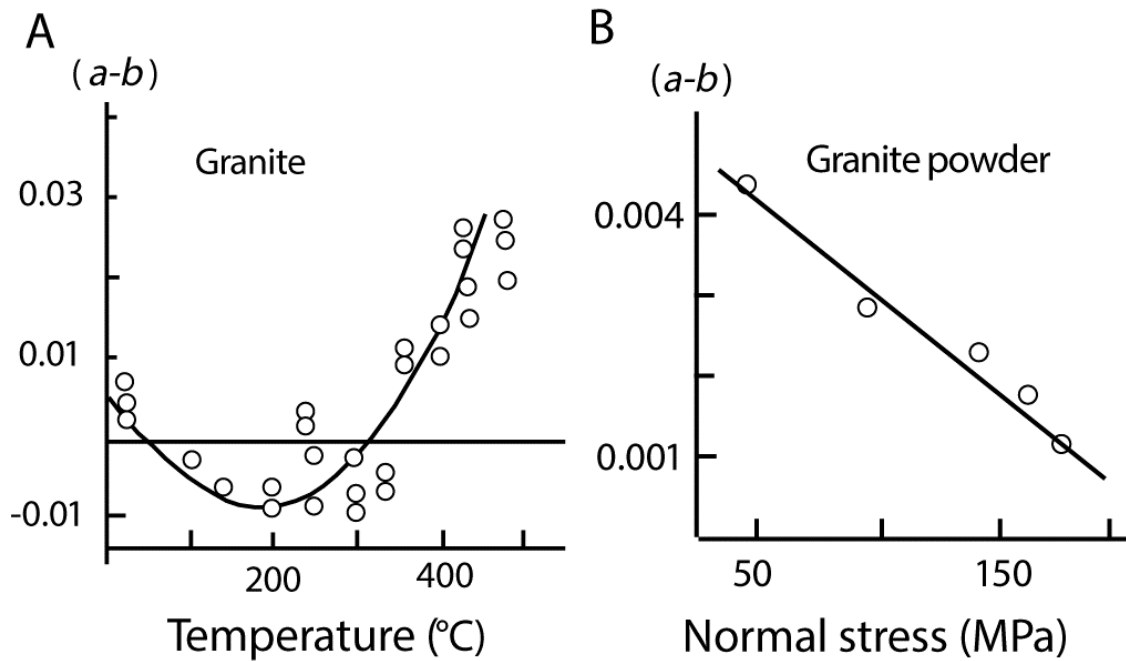 A
(a-b)
Granite
0.03
0.01
-0.01
200
400
Temperature (°C)
B
(a-b)
Granite powder
0.004
0.001
50
150
Normal stress (MPa)